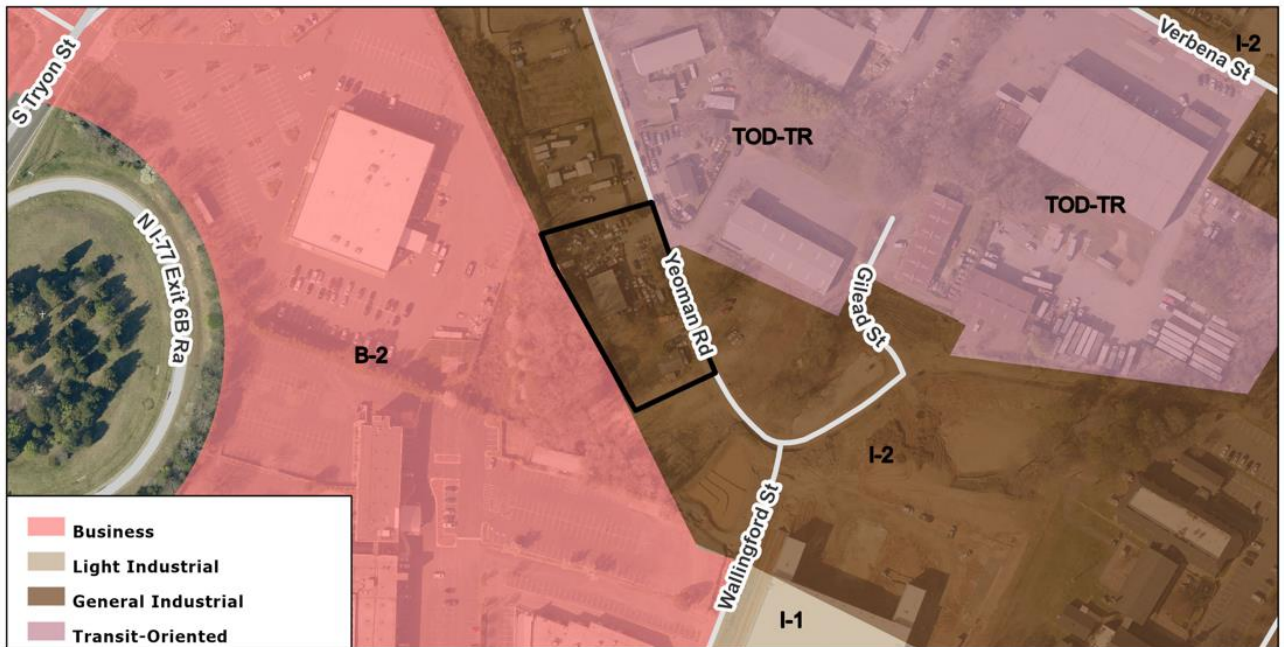 S Tryon St
Verbena St
I-2
TOD-TR
TOD-TR
N I-77 Exit 6B Ra
Yeoman Rd
Gilead St
B-2
I-2
Wallingford St
I-1
Business
Light Industrial
General Industrial
Transit-Oriented